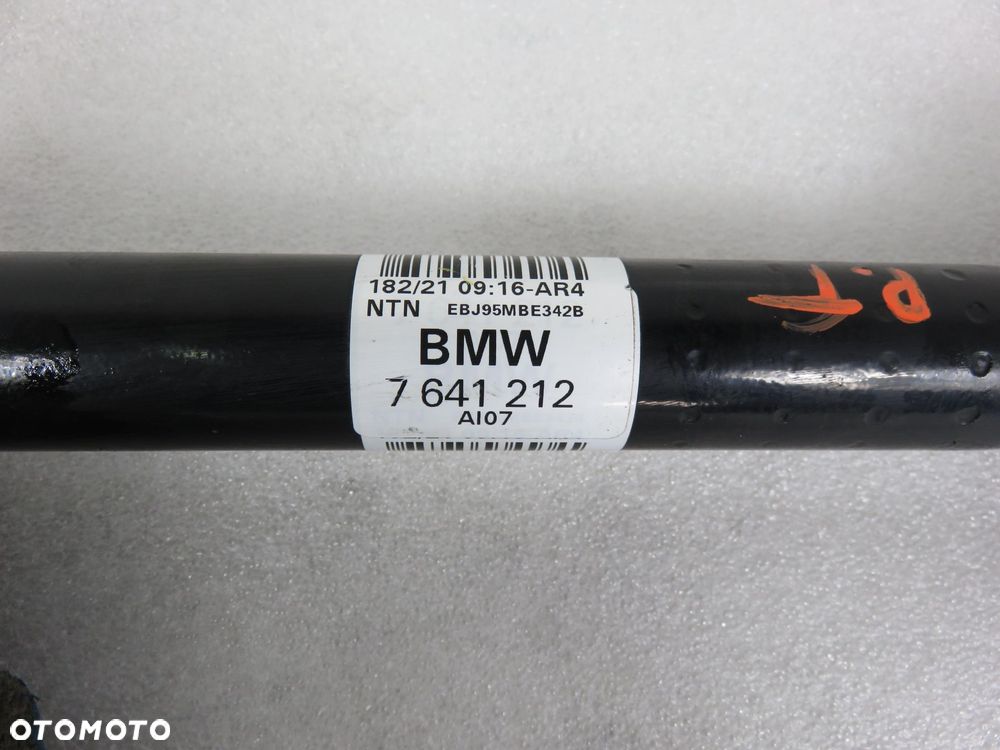 182/21 09:16-AR4
NTN EBJ95MBE342B
BMW
7 641 212
AI07
P.T
OTOMOTO